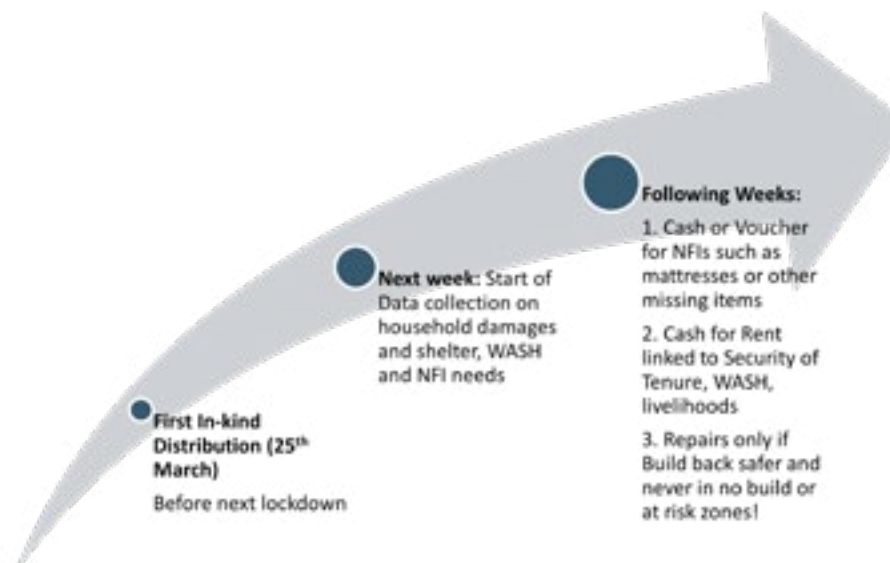 First In-kind
Distribution (25th
March)
Before next lockdown
Next week: Start of
Data collection on
household damages
and shelter, WASH
and NFI needs
Following Weeks:
1. Cash or Voucher
for NFIs such as
mattresses or other
missing items
2. Cash for Rent
linked to Security of
Tenure, WASH,
livelihoods
3. Repairs only if
Build back safer and
never in no build or
at risk zones!